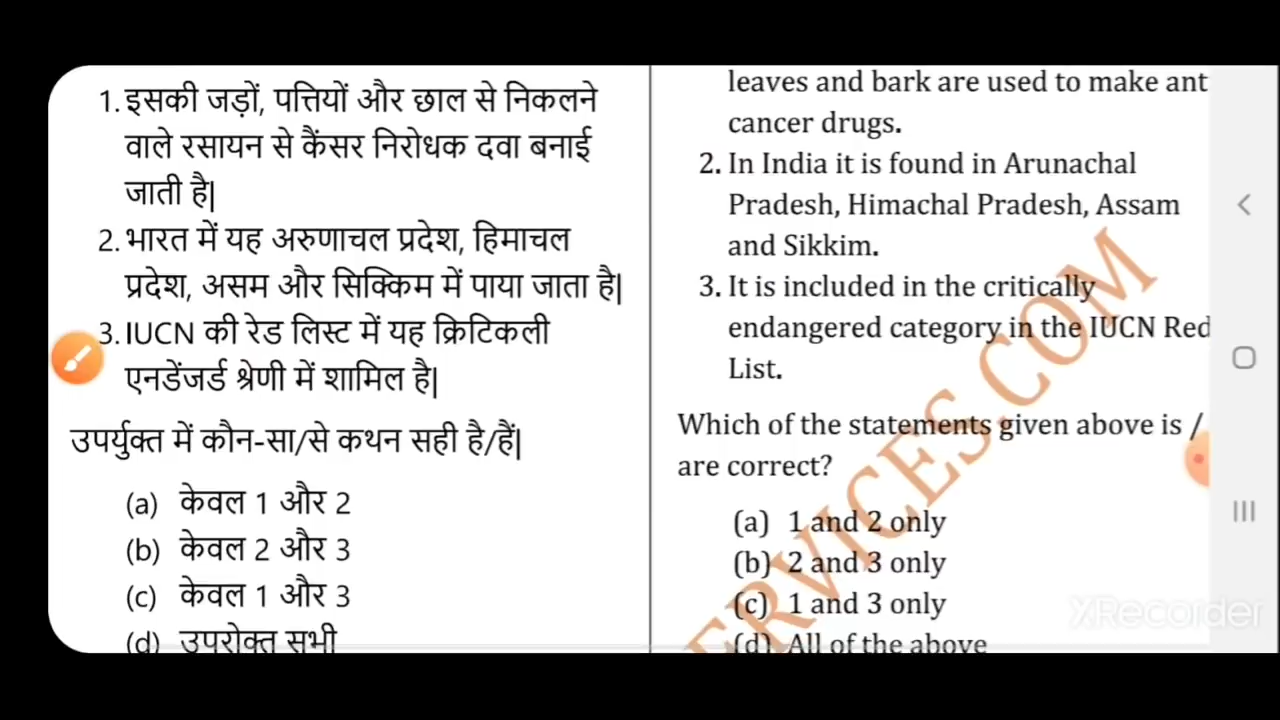 1. इसकी जड़ों, पत्तियों और छाल से निकलने
वाले रसायन से कैंसर निरोधक दवा बनाई
जाती है|
2. भारत में यह अरुणाचल प्रदेश, हिमाचल
प्रदेश, असम और सिक्किम में पाया जाता है|
3. IUCN की रेड लिस्ट में यह क्रिटिकली
एनडेंजर्ड श्रेणी में शामिल है|
उपर्युक्त में कौन-सा/से कथन सही है/हैं|
(a) केवल 1 और 2
(b) केवल 2 और 3
(c) केवल 1 और 3
(d) उपरोक्त सभी
leaves and bark are used to make ant
cancer drugs.
2. In India it is found in Arunachal
Pradesh, Himachal Pradesh, Assam
and Sikkim.
3. It is included in the critically
endangered category in the IUCN Red
List.
Which of the statements given above is /
are correct?
(a) 1 and 2 only
(b) 2 and 3 only
(c) 1 and 3 only
(d) All of the above
ERVICES.COM
XRecorder